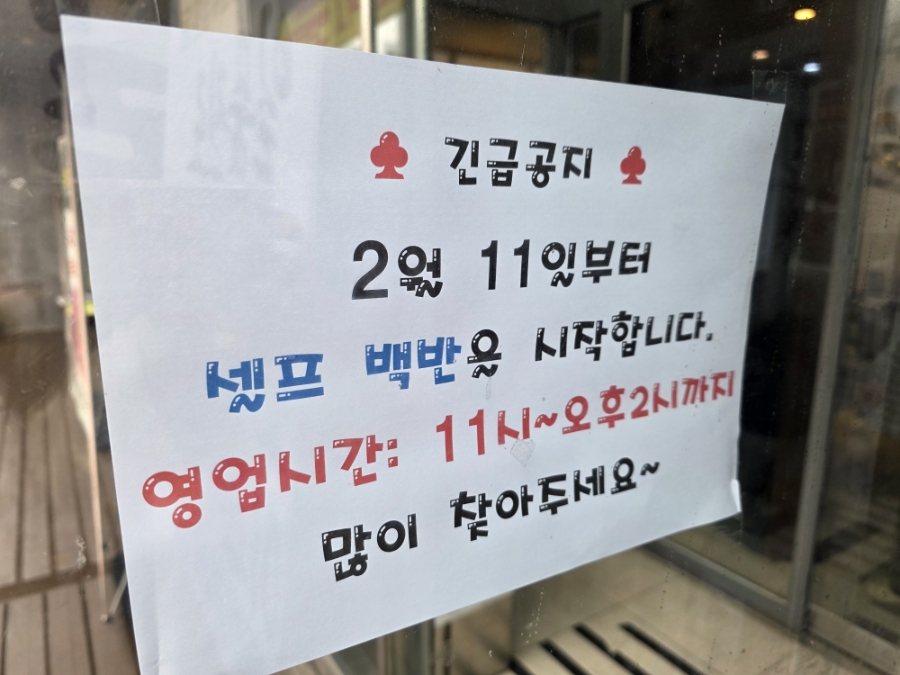 ♣ 긴급공지 ♣
2월 11일부터
셀프 백반을 시작합니다.
영업시간: 11시~오후2시까지
많이 찾아주세요~